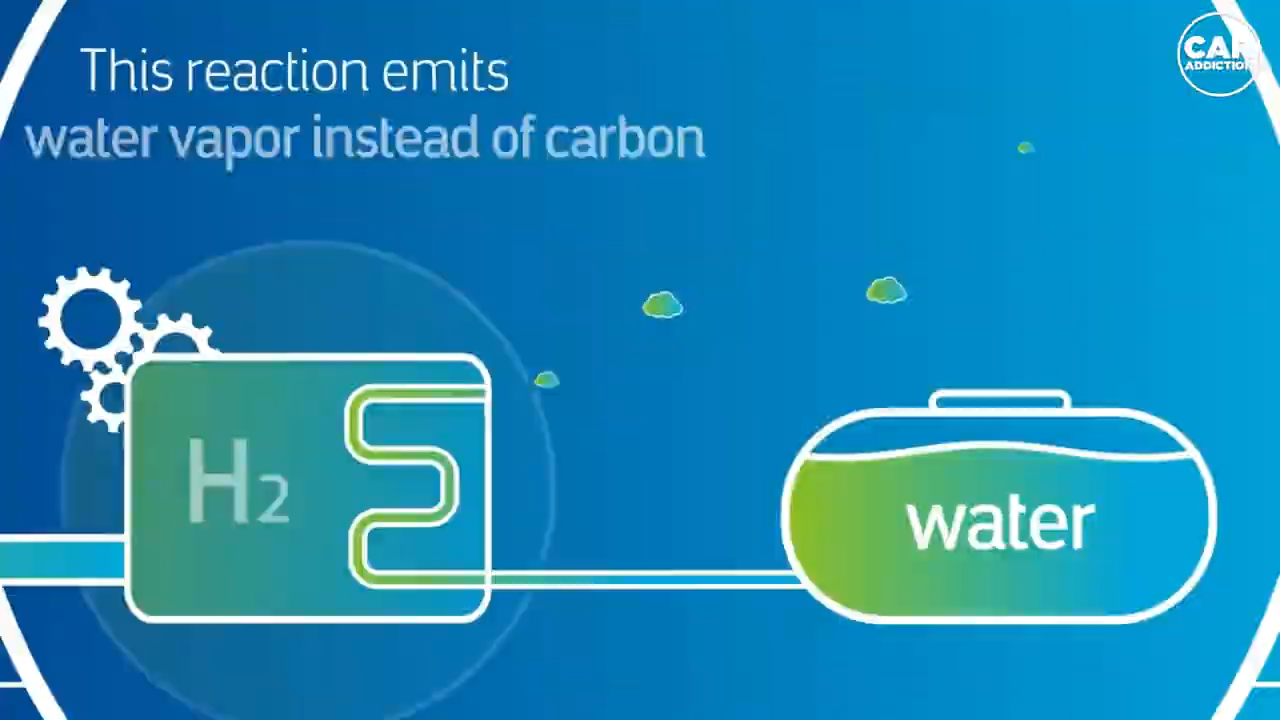 This reaction emits
water vapor instead of carbon
CAR
ADDICTION
H2
water